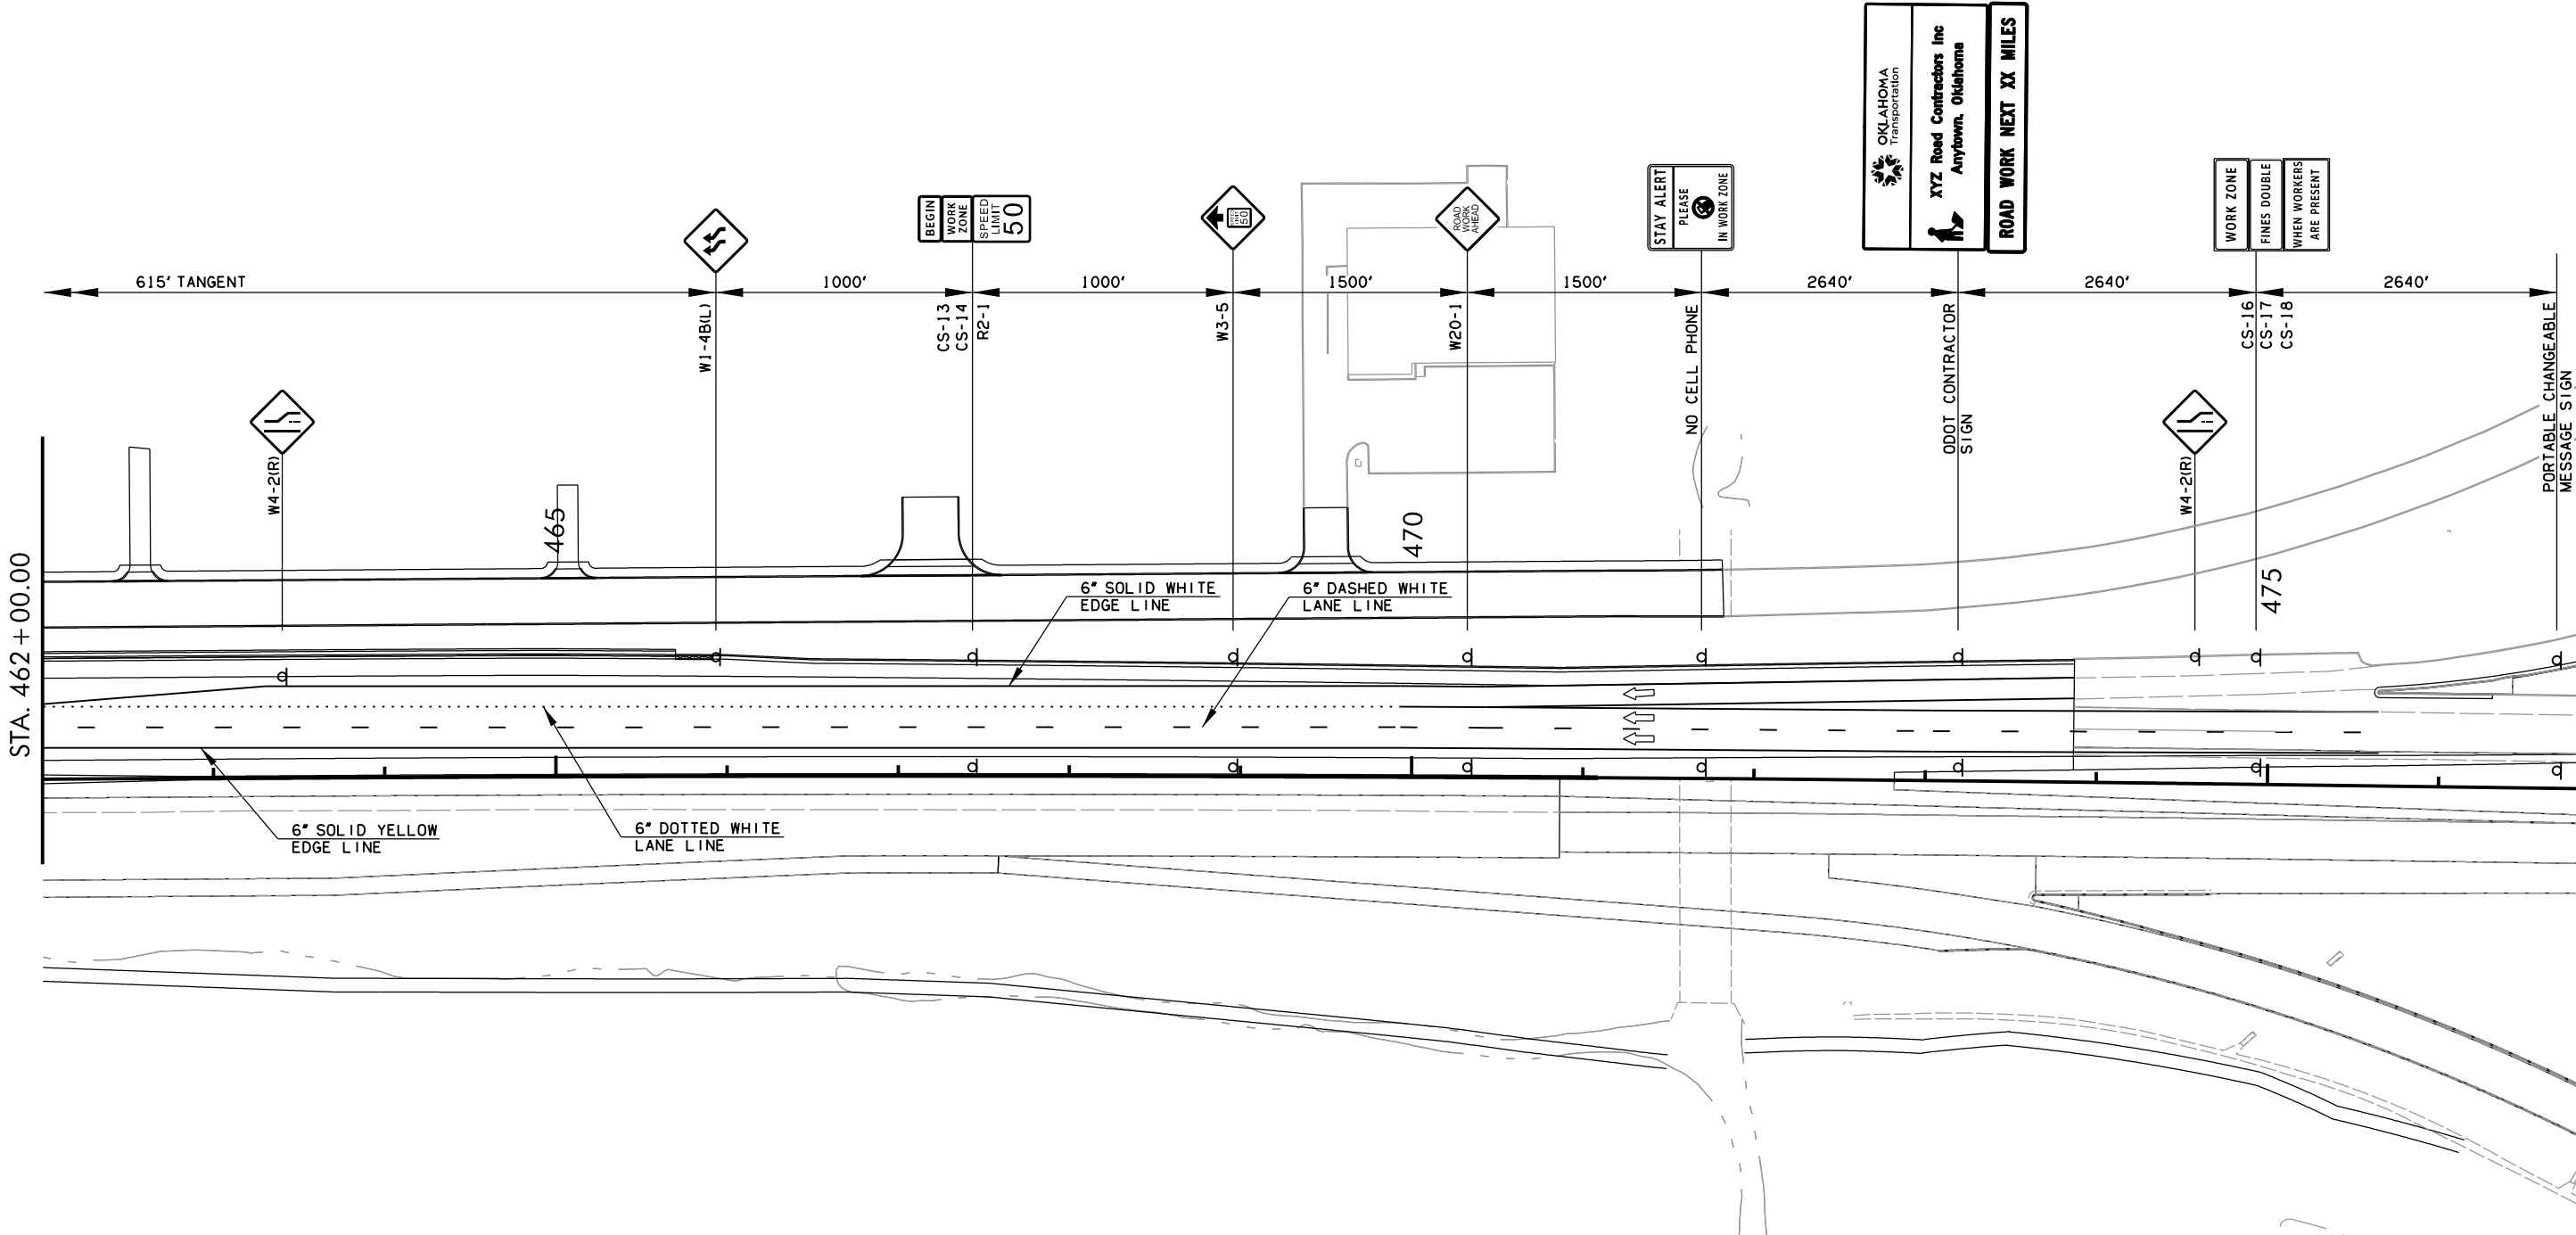 OKLAHOMA
Transportation
XYZ Road Contractors Inc
Anytown, Oklahoma
ROAD WORK NEXT XX MILES
BEGIN
WORK
ZONE
SPEED
LIMIT
50
SPEED
LIMIT
50
ROAD
WORK
AHEAD
STAY ALERT
PLEASE
IN WORK ZONE
WORK ZONE
FINES DOUBLE
WHEN WORKERS
ARE PRESENT
615' TANGENT
1000'
1000'
1500'
1500'
2640'
2640'
2640'
W4-2(R)
W1-4B(L)
CS-13
CS-14
R2-1
W3-5
W20-1
NO CELL PHONE
ODOT CONTRACTOR
SIGN
W4-2(R)
CS-16
CS-17
CS-18
PORTABLE CHANGEABLE
MESSAGE SIGN
465
470
475
STA. 462+00.00
6" SOLID WHITE
EDGE LINE
6" DASHED WHITE
LANE LINE
6" SOLID YELLOW
EDGE LINE
6" DOTTED WHITE
LANE LINE